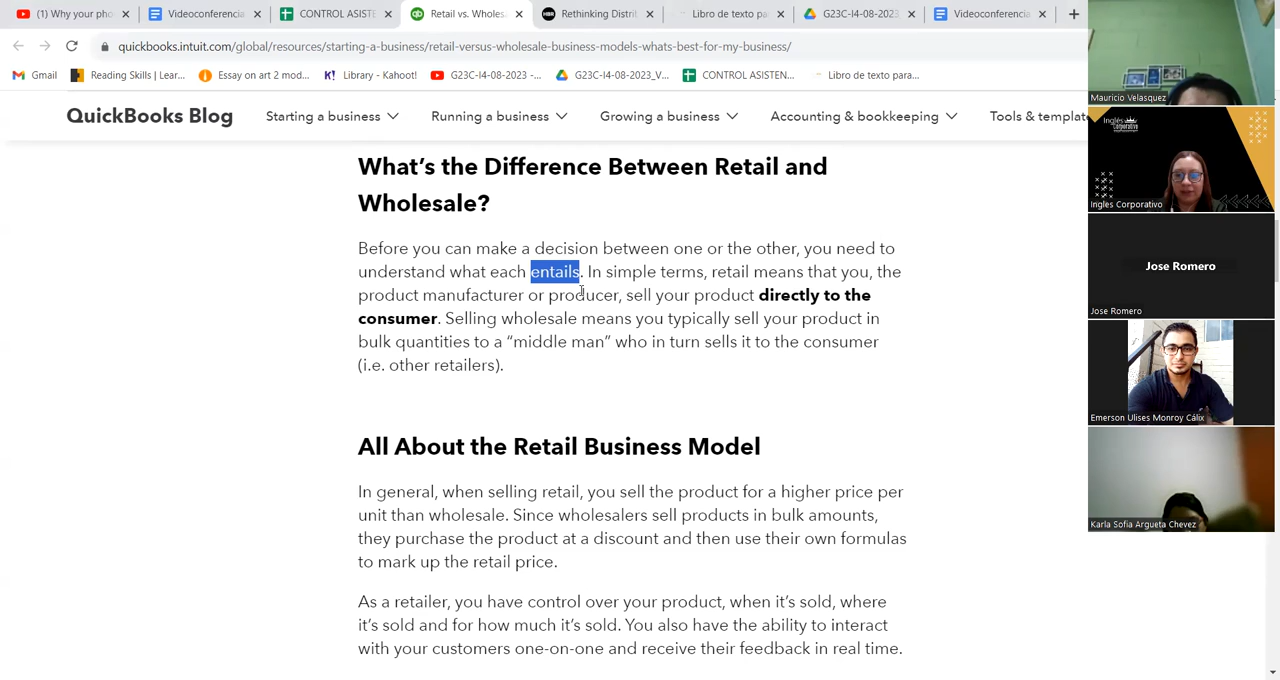 (1) Why your pho
Videoconferencia
CONTROL ASISTE
Retail vs. Wholes
Rethinking Distrib
Libro de texto pa
G23C-I4-08-2023
Videoconferencia
quickbooks.intuit.com/global/resources/starting-a-business/retail-versus-wholesale-business-models-whats-best-for-my-business/
Gmail
Reading Skills | Lear...
Essay on art 2 mod...
Library - Kahoot!
G23C-I4-08-2023 -...
G23C-I4-08-2023_V...
CONTROL ASISTEN...
Libro de texto para...
QuickBooks Blog
Starting a business
Running a business
Growing a business
Accounting & bookkeeping
Tools & template
What's the Difference Between Retail and
Wholesale?
Before you can make a decision between one or the other, you need to
understand what each entails. In simple terms, retail means that you, the
product manufacturer or producer, sell your product directly to the
consumer. Selling wholesale means you typically sell your product in
bulk quantities to a “middle man” who in turn sells it to the consumer
(i.e. other retailers).
All About the Retail Business Model
In general, when selling retail, you sell the product for a higher price per
unit than wholesale. Since wholesalers sell products in bulk amounts,
they purchase the product at a discount and then use their own formulas
to mark up the retail price.
As a retailer, you have control over your product, when it's sold, where
it's sold and for how much it's sold. You also have the ability to interact
with your customers one-on-one and receive their feedback in real time.
Mauricio Velasquez
Inglés
Corporativo
Ingles Corporativo
Jose Romero
Jose Romero
Emerson Ulises Monroy Cálix
Karla Sofia Argueta Chevez